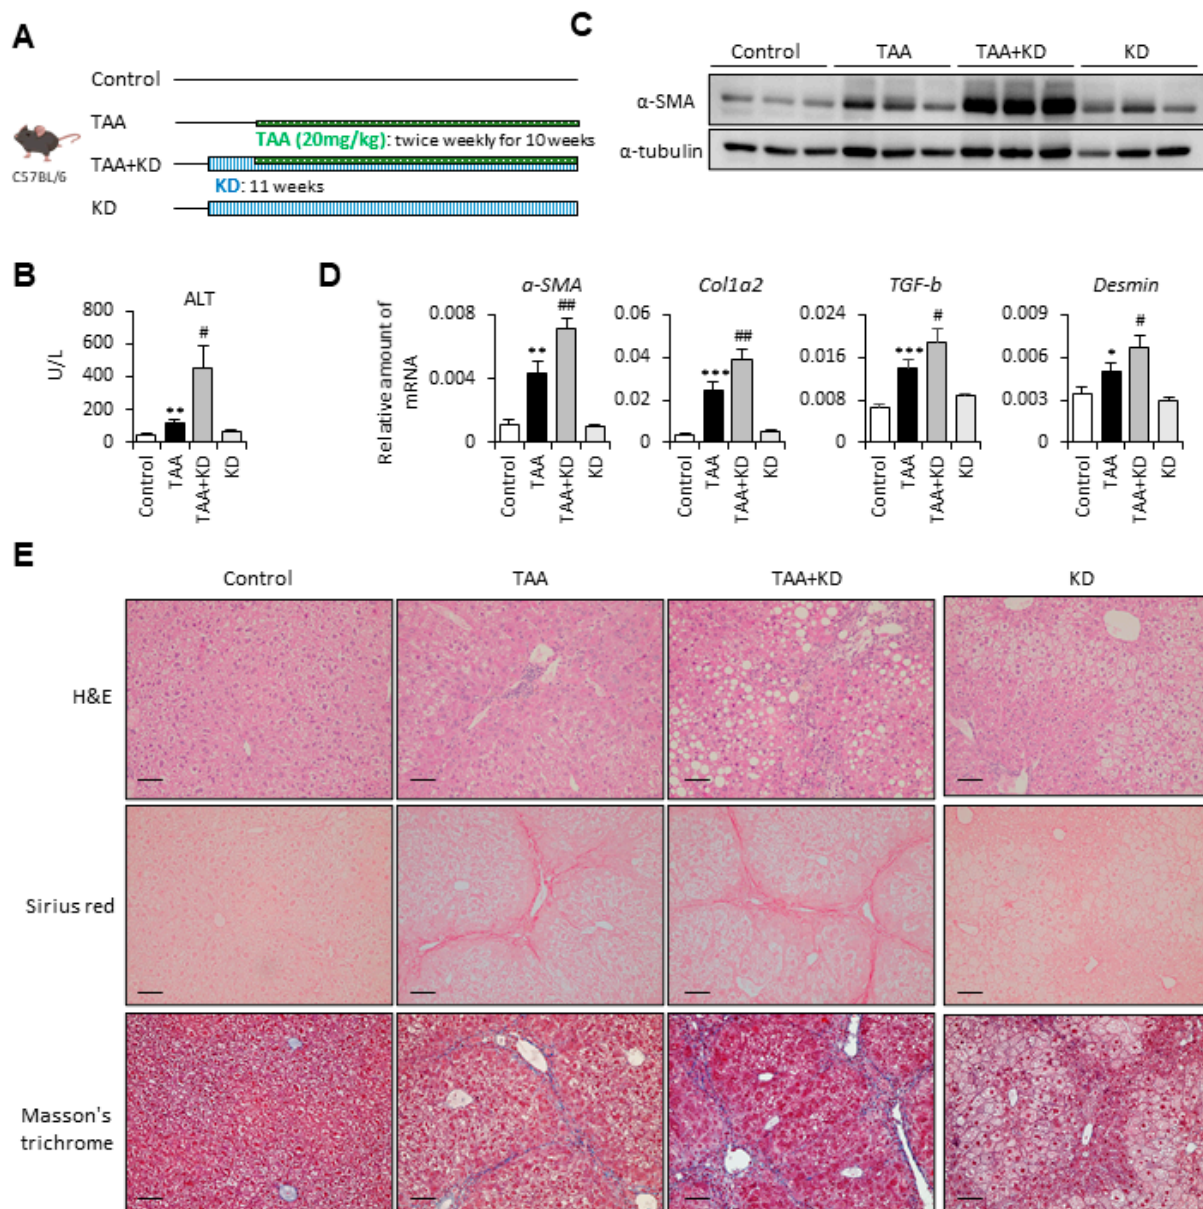 A
Control
TAA
TAA (20mg/kg): twice weekly for 10 weeks
TAA+KD
C57BL/6
KD: 11 weeks
KD
C
Control TAA TAA+KD KD
α-SMA
α-tubulin
B
ALT
U/L
800
600
400
200
0
#
**
Control
TAA
TAA+KD
KD
D
Relative amount of
mRNA
α-SMA
0.008
0.004
0
**
##
Control
TAA
TAA+KD
KD
Col1a2
0.06
0.04
0.02
0
***
##
Control
TAA
TAA+KD
KD
TGF-b
0.024
0.016
0.008
0
***
#
Control
TAA
TAA+KD
KD
Desmin
0.009
0.006
0.003
0
*
#
Control
TAA
TAA+KD
KD
E
Control TAA TAA+KD KD
H&E
Sirius red
Masson's
trichrome